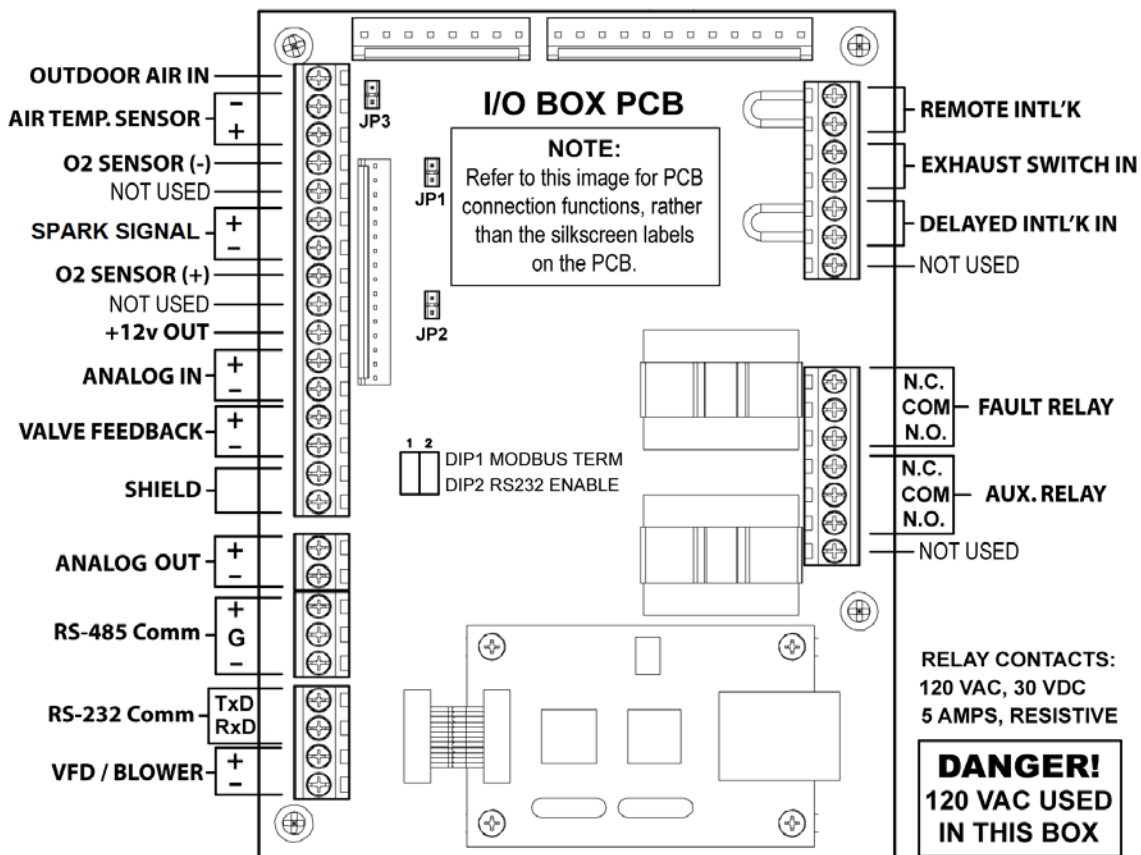 OUTDOOR AIR IN
–
AIR TEMP. SENSOR
+
O2 SENSOR (-)
NOT USED
+
SPARK SIGNAL
–
O2 SENSOR (+)
NOT USED
+12v OUT
+
ANALOG IN
–
+
VALVE FEEDBACK
–
SHIELD
+
ANALOG OUT
–
+
RS-485 Comm
G
–
RS-232 Comm
TxD
RxD
+
VFD / BLOWER
–
JP3
JP1
JP2
I/O BOX PCB
NOTE:
Refer to this image for PCB
connection functions, rather
than the silkscreen labels
on the PCB.
1 2
DIP1 MODBUS TERM
DIP2 RS232 ENABLE
REMOTE INTL'K
EXHAUST SWITCH IN
DELAYED INTL'K IN
NOT USED
N.C.
COM
N.O.
FAULT RELAY
N.C.
COM
N.O.
AUX. RELAY
NOT USED
RELAY CONTACTS:
120 VAC, 30 VDC
5 AMPS, RESISTIVE
DANGER!
120 VAC USED
IN THIS BOX